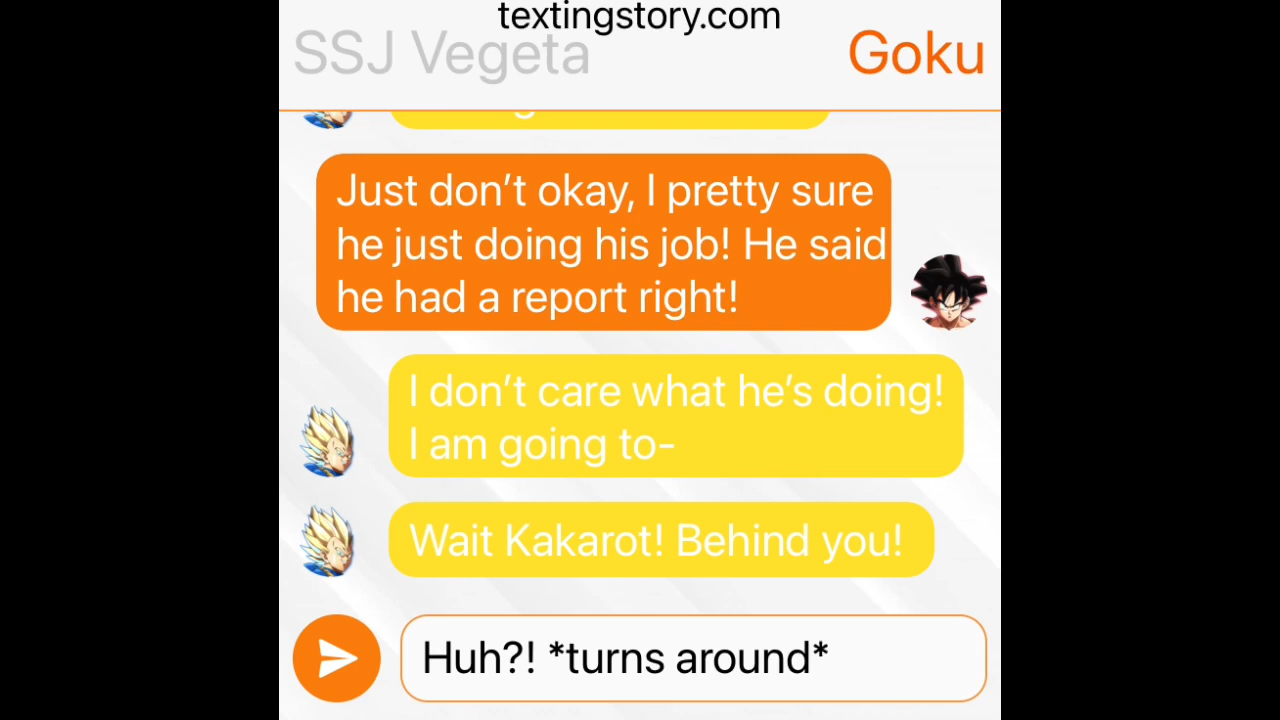 textingstory.com
SSJ Vegeta
Goku
Just don’t okay, I pretty sure
he just doing his job! He said
he had a report right!
I don’t care what he’s doing!
I am going to-
Wait Kakarot! Behind you!
Huh?! *turns around*